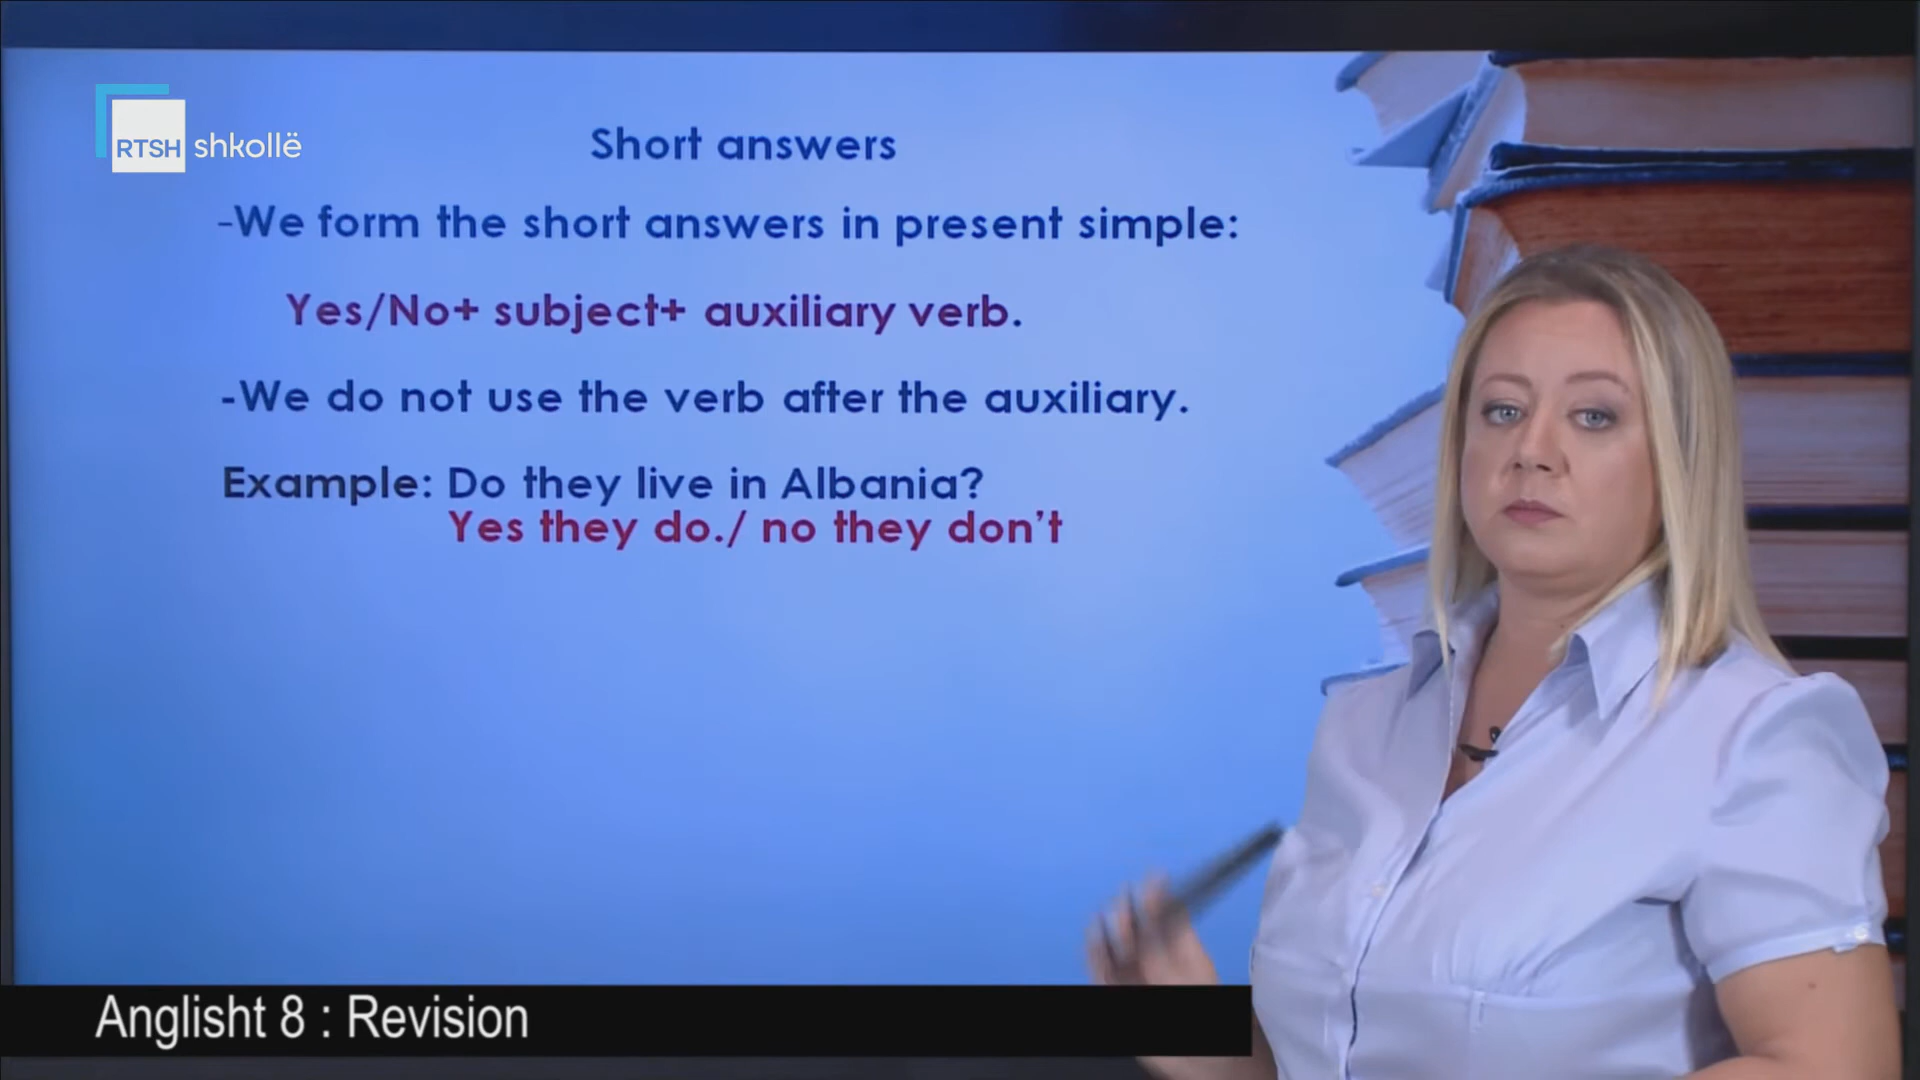 RTSH shkollë
Short answers
-We form the short answers in present simple:
Yes/No+ subject+ auxiliary verb.
-We do not use the verb after the auxiliary.
Example: Do they live in Albania?
Yes they do./ no they don't
Anglisht 8 : Revision